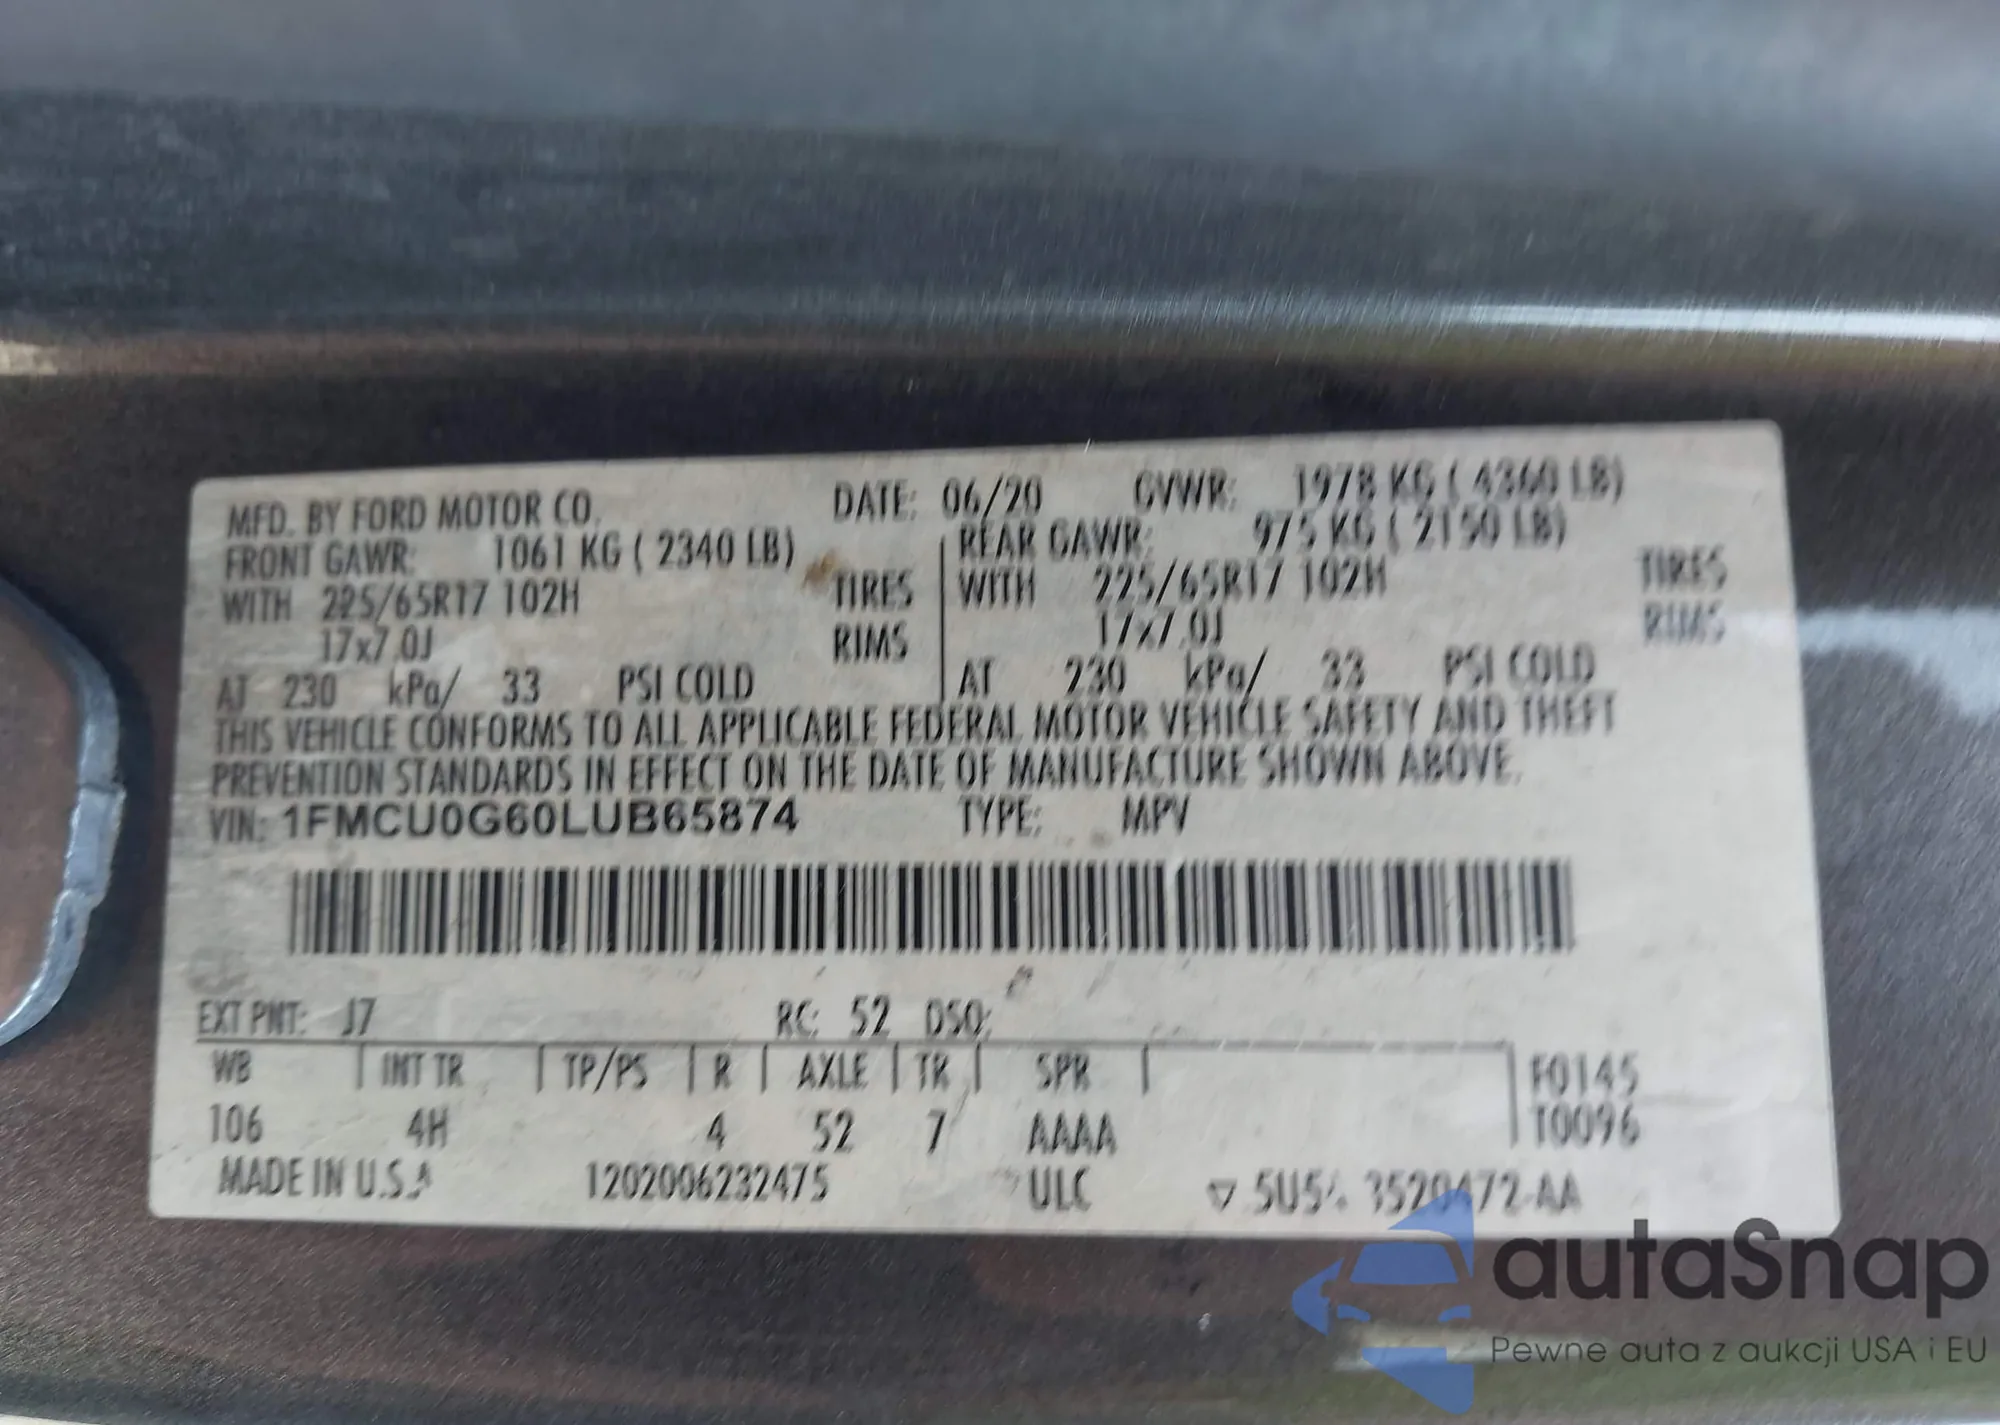 MFD. BY FORD MOTOR CO. DATE: 06/20 GVWR: 1978 KG ( 4360 LB)
FRONT GAWR: 1061 KG ( 2340 LB) REAR GAWR: 975 KG ( 2150 LB)
WITH 225/65R17 102H TIRES WITH 225/65R17 102H TIRES
17x7.0J RIMS 17x7.0J RIMS
AT 230 kPa/ 33 PSI COLD AT 230 kPa/ 33 PSI COLD
THIS VEHICLE CONFORMS TO ALL APPLICABLE FEDERAL MOTOR VEHICLE SAFETY AND THEFT
PREVENTION STANDARDS IN EFFECT ON THE DATE OF MANUFACTURE SHOWN ABOVE.
VIN: 1FMCU0G60LUB65874 TYPE: MPV
EXT PNT: J7 RC: 52 DSO:
WB INT TR TP/PS R AXLE TR SPR F0145
106 4H 4 52 7 AAAA T0096
MADE IN U.S.A 1202006232475 ULC
autaSnap
Pewne auta z aukcji USA i EU